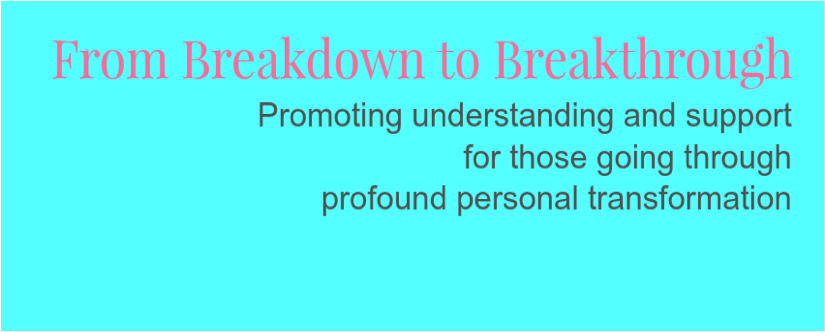 From Breakdown to Breakthrough
Promoting understanding and support
for those going through
profound personal transformation